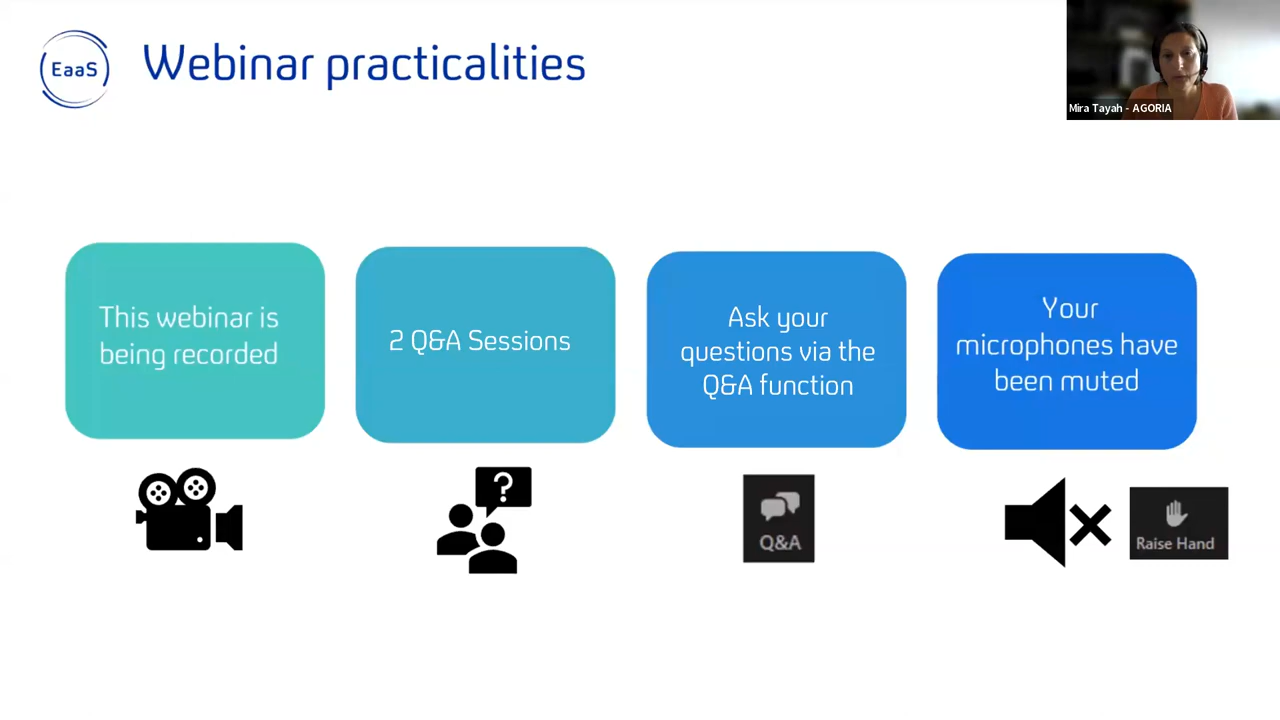 EaaS
Webinar practicalities
Mira Tayah - AGORIA
This webinar is
being recorded
2 Q&A Sessions
Ask your
questions via the
Q&A function
Your
microphones have
been muted
?
Q&A
Raise Hand